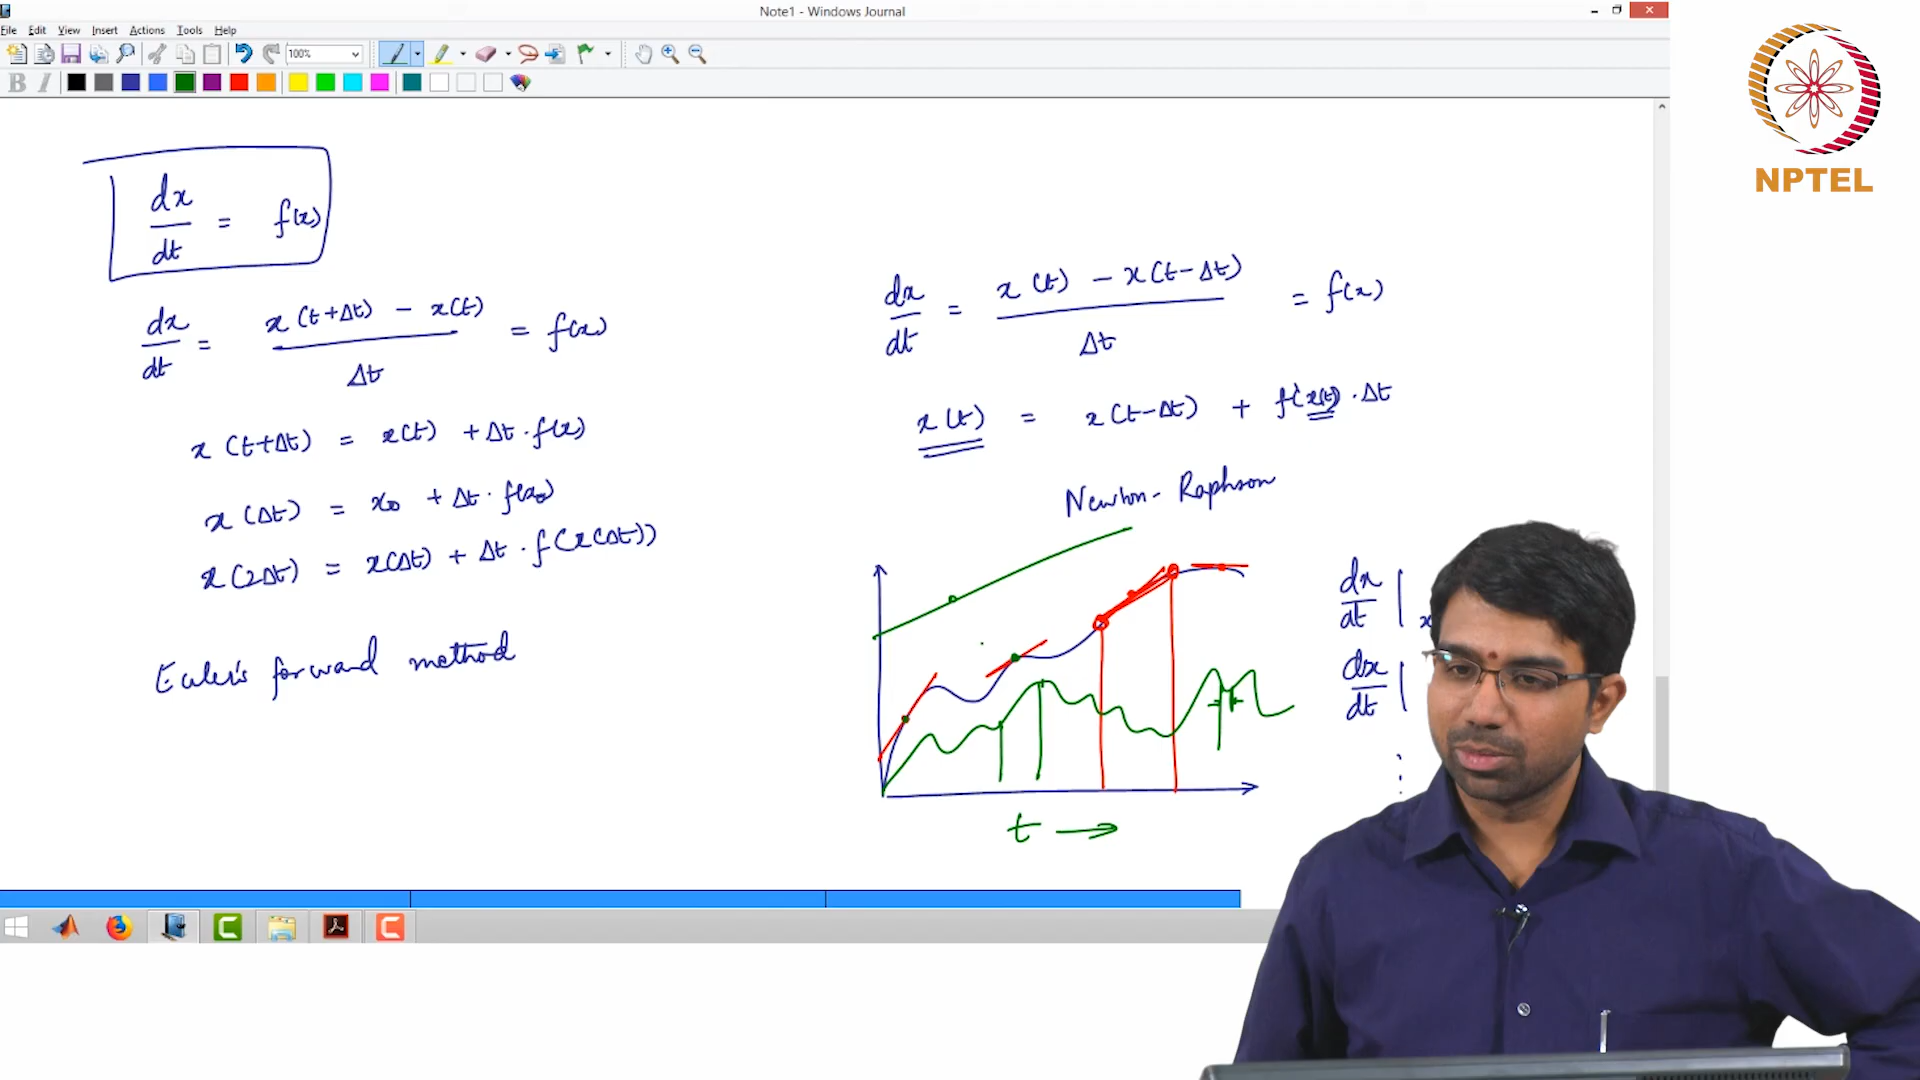 Note1 - Windows Journal
File Edit View Insert Actions Tools Help
100%
B I
NPTEL
dx/dt = f(x)
dx/dt = (x(t+Δt) - x(t))/Δt = f(x)
x(t+Δt) = x(t) + Δt · f(x)
x(Δt) = x₀ + Δt · f(x₀)
x(2Δt) = x(Δt) + Δt · f(x(Δt))
Euler's forward method
dx/dt = (x(t) - x(t-Δt))/Δt = f(x)
x(t) = x(t-Δt) + f(x(t)) · Δt
Newton-Raphson
t →
dx/dt | x
dx/dt |
⋮